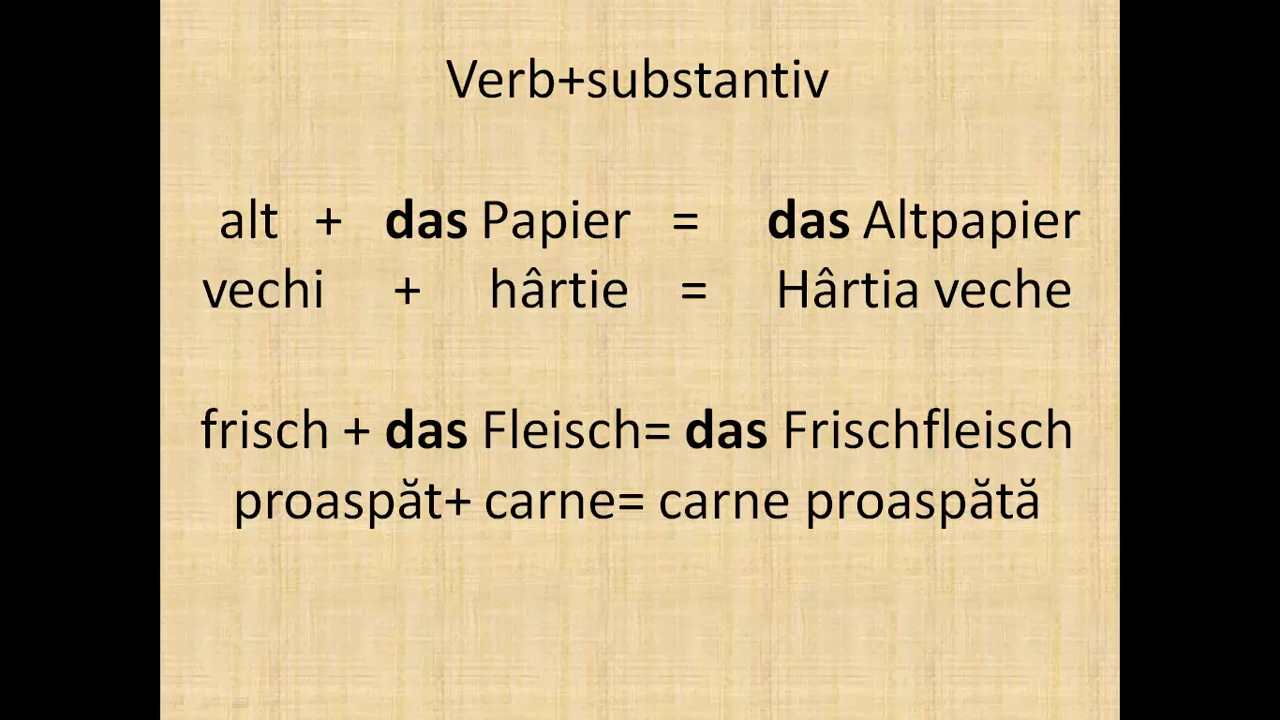 Verb+substantiv
alt + das Papier = das Altpapier
vechi + hârtie = Hârtia veche
frisch + das Fleisch= das Frischfleisch
proaspăt+ carne= carne proaspătă